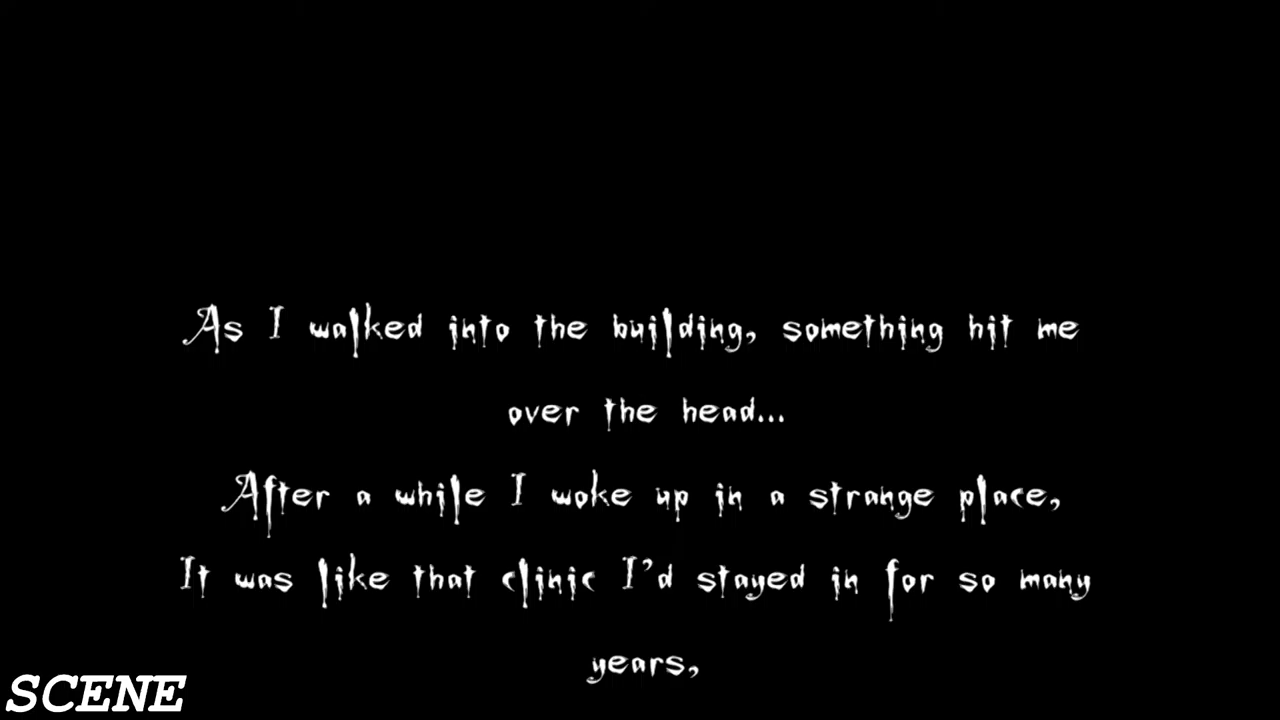 As I walked into the building, something hit me
over the head...
After a while I woke up in a strange place,
It was like that clinic I'd stayed in for so many
years,
SCENE